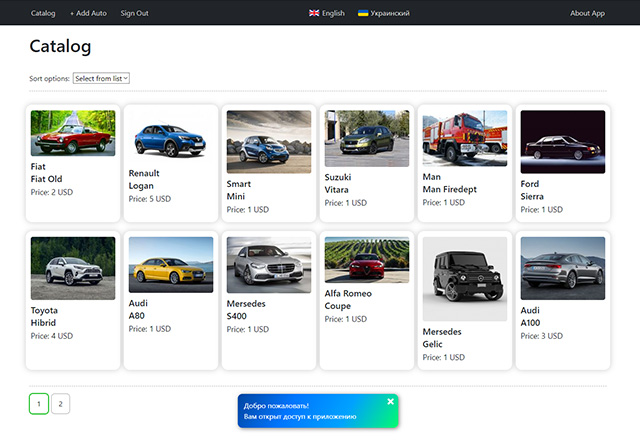 Catalog
+ Add Auto
Sign Out
English
Украинский
About App
Catalog
Sort options: Select from list
Fiat
Fiat Old
Price: 2 USD
Renault
Logan
Price: 5 USD
Smart
Mini
Price: 1 USD
Suzuki
Vitara
Price: 1 USD
Man
Man Firedept
Price: 1 USD
Ford
Sierra
Price: 1 USD
Toyota
Hibrid
Price: 4 USD
Audi
A80
Price: 1 USD
Mersedes
S400
Price: 1 USD
Alfa Romeo
Coupe
Price: 1 USD
Mersedes
Gelic
Price: 1 USD
Audi
A100
Price: 3 USD
1
2
Добро пожаловать!
Вам открыт доступ к приложению